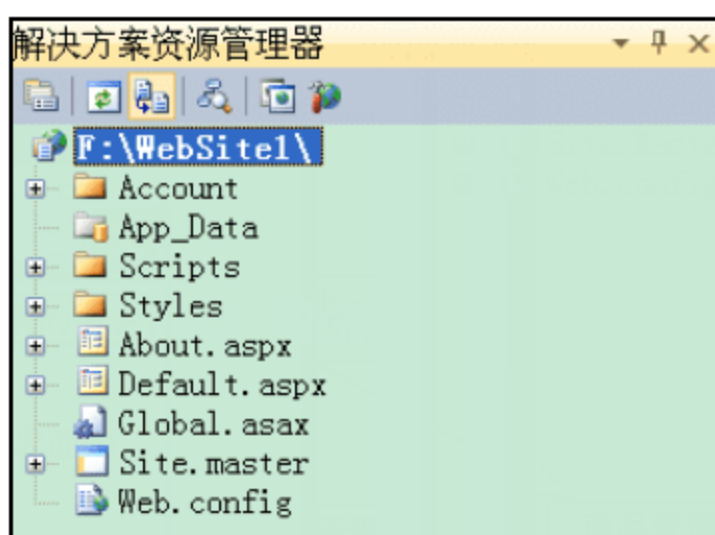 解决方案资源管理器
F:\WebSite1\
Account
App_Data
Scripts
Styles
About.aspx
Default.aspx
Global.asax
Site.master
Web.config